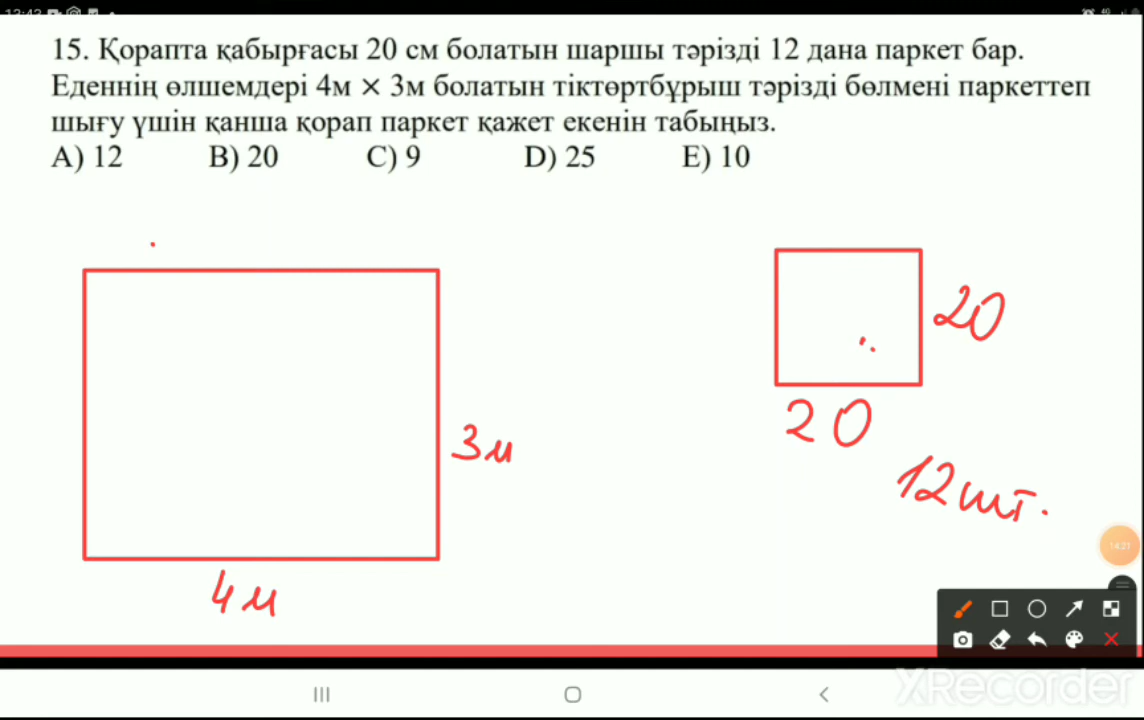 15. Қорапта қабырғасы 20 см болатын шаршы тәрізді 12 дана паркет бар.
Еденнің өлшемдері 4м × 3м болатын тіктөртбұрыш тәрізді бөлмені паркеттеп
шығу үшін қанша қорап паркет қажет екенін табыңыз.
A) 12 B) 20 C) 9 D) 25 E) 10
20
20
3м
12шт.
14:21
4м
XRecorder